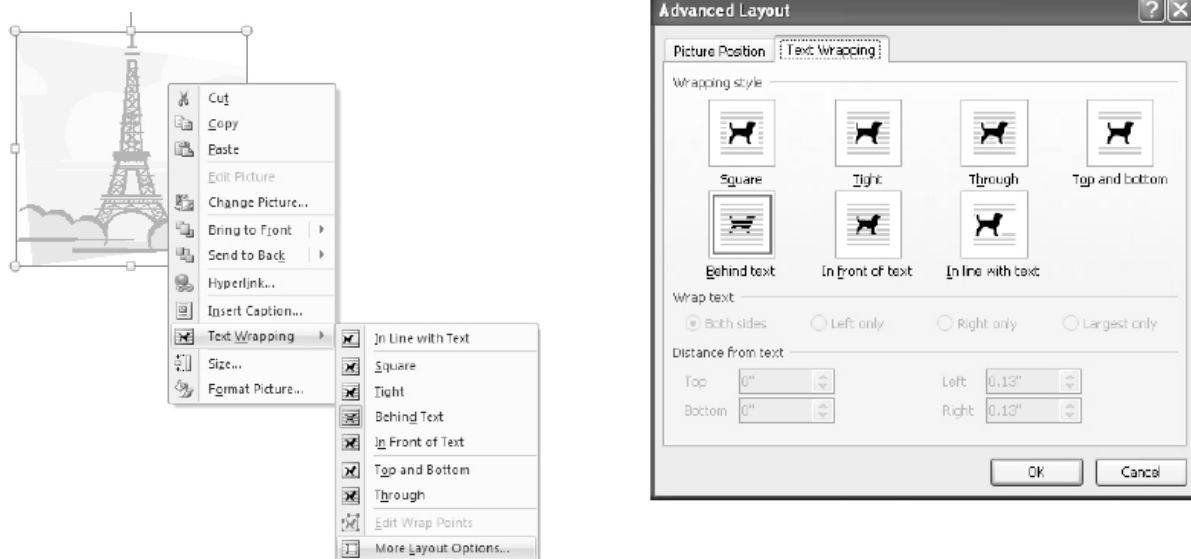 Cut
Copy
Paste
Edit Picture
Change Picture...
Bring to Front
Send to Back
Hyperlink...
Insert Caption...
Text Wrapping
Size...
Format Picture...
In Line with Text
Square
Tight
Behind Text
In Front of Text
Top and Bottom
Through
Edit Wrap Points
More Layout Options...
Advanced Layout
Picture Position Text Wrapping
Wrapping style
Square Tight Through Top and bottom
Behind text In front of text In line with text
Wrap text
Both sides Left only Right only Largest only
Distance from text
Top 0" Left 0.13"
Bottom 0" Right 0.13"
OK Cancel